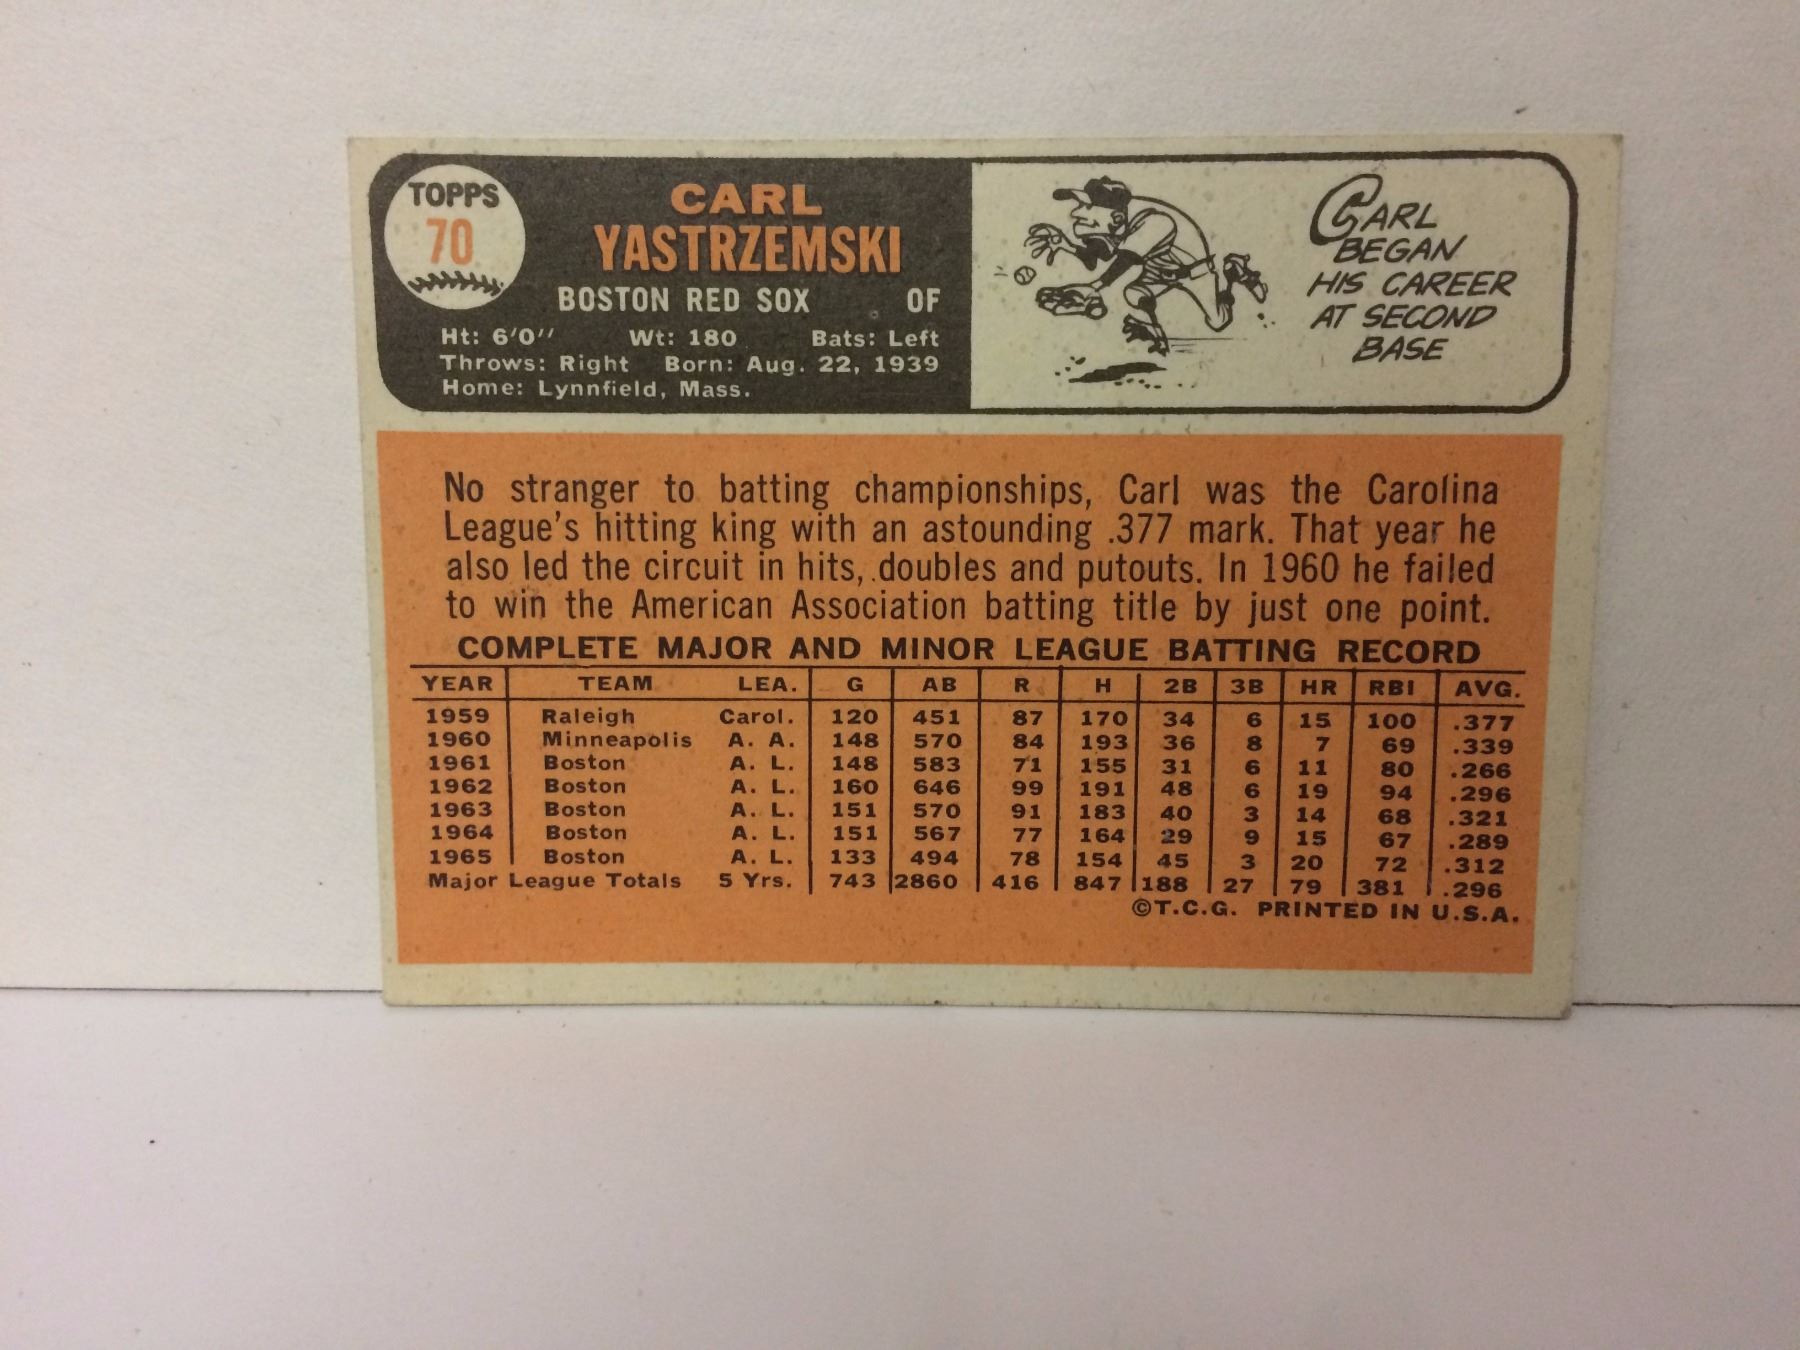 TOPPS
70
CARL
YASTRZEMSKI
BOSTON RED SOX OF
Ht: 6'0" Wt: 180 Bats: Left
Throws: Right Born: Aug. 22, 1939
Home: Lynnfield, Mass.
CARL
BEGAN
HIS CAREER
AT SECOND
BASE
No stranger to batting championships, Carl was the Carolina
League's hitting king with an astounding .377 mark. That year he
also led the circuit in hits, doubles and putouts. In 1960 he failed
to win the American Association batting title by just one point.
COMPLETE MAJOR AND MINOR LEAGUE BATTING RECORD
YEAR TEAM LEA. G AB R H 2B 3B HR RBI AVG.
1959 Raleigh Carol. 120 451 87 170 34 6 15 100 .377
1960 Minneapolis A. A. 148 570 84 193 36 8 7 69 .339
1961 Boston A. L. 148 583 71 155 31 6 11 80 .266
1962 Boston A. L. 160 646 99 191 48 6 19 94 .296
1963 Boston A. L. 151 570 91 183 40 3 14 68 .321
1964 Boston A. L. 151 567 77 164 29 9 15 67 .289
1965 Boston A. L. 133 494 78 154 45 3 20 72 .312
Major League Totals 5 Yrs. 743 2860 416 847 188 27 79 381 .296
©T.C.G. PRINTED IN U.S.A.